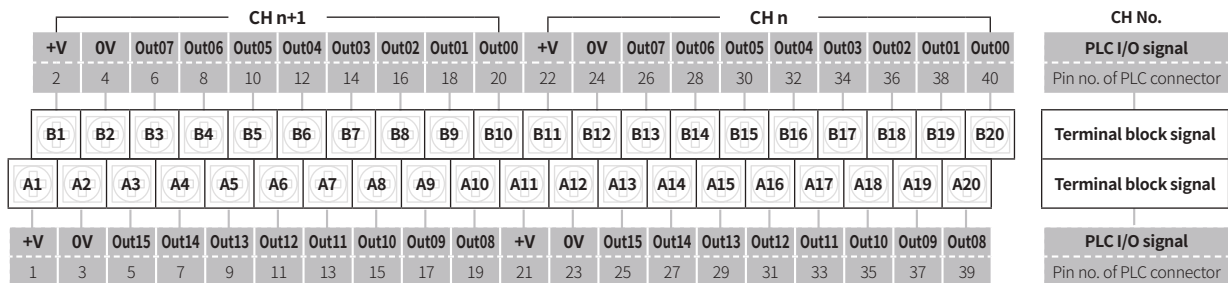 CH n+1 CH n CH No.
+V 0V Out07 Out06 Out05 Out04 Out03 Out02 Out01 Out00 +V 0V Out07 Out06 Out05 Out04 Out03 Out02 Out01 Out00 PLC I/O signal
2 4 6 8 10 12 14 16 18 20 22 24 26 28 30 32 34 36 38 40 Pin no. of PLC connector
B1 B2 B3 B4 B5 B6 B7 B8 B9 B10 B11 B12 B13 B14 B15 B16 B17 B18 B19 B20 Terminal block signal
A1 A2 A3 A4 A5 A6 A7 A8 A9 A10 A11 A12 A13 A14 A15 A16 A17 A18 A19 A20 Terminal block signal
+V 0V Out15 Out14 Out13 Out12 Out11 Out10 Out09 Out08 +V 0V Out15 Out14 Out13 Out12 Out11 Out10 Out09 Out08 PLC I/O signal
1 3 5 7 9 11 13 15 17 19 21 23 25 27 29 31 33 35 37 39 Pin no. of PLC connector